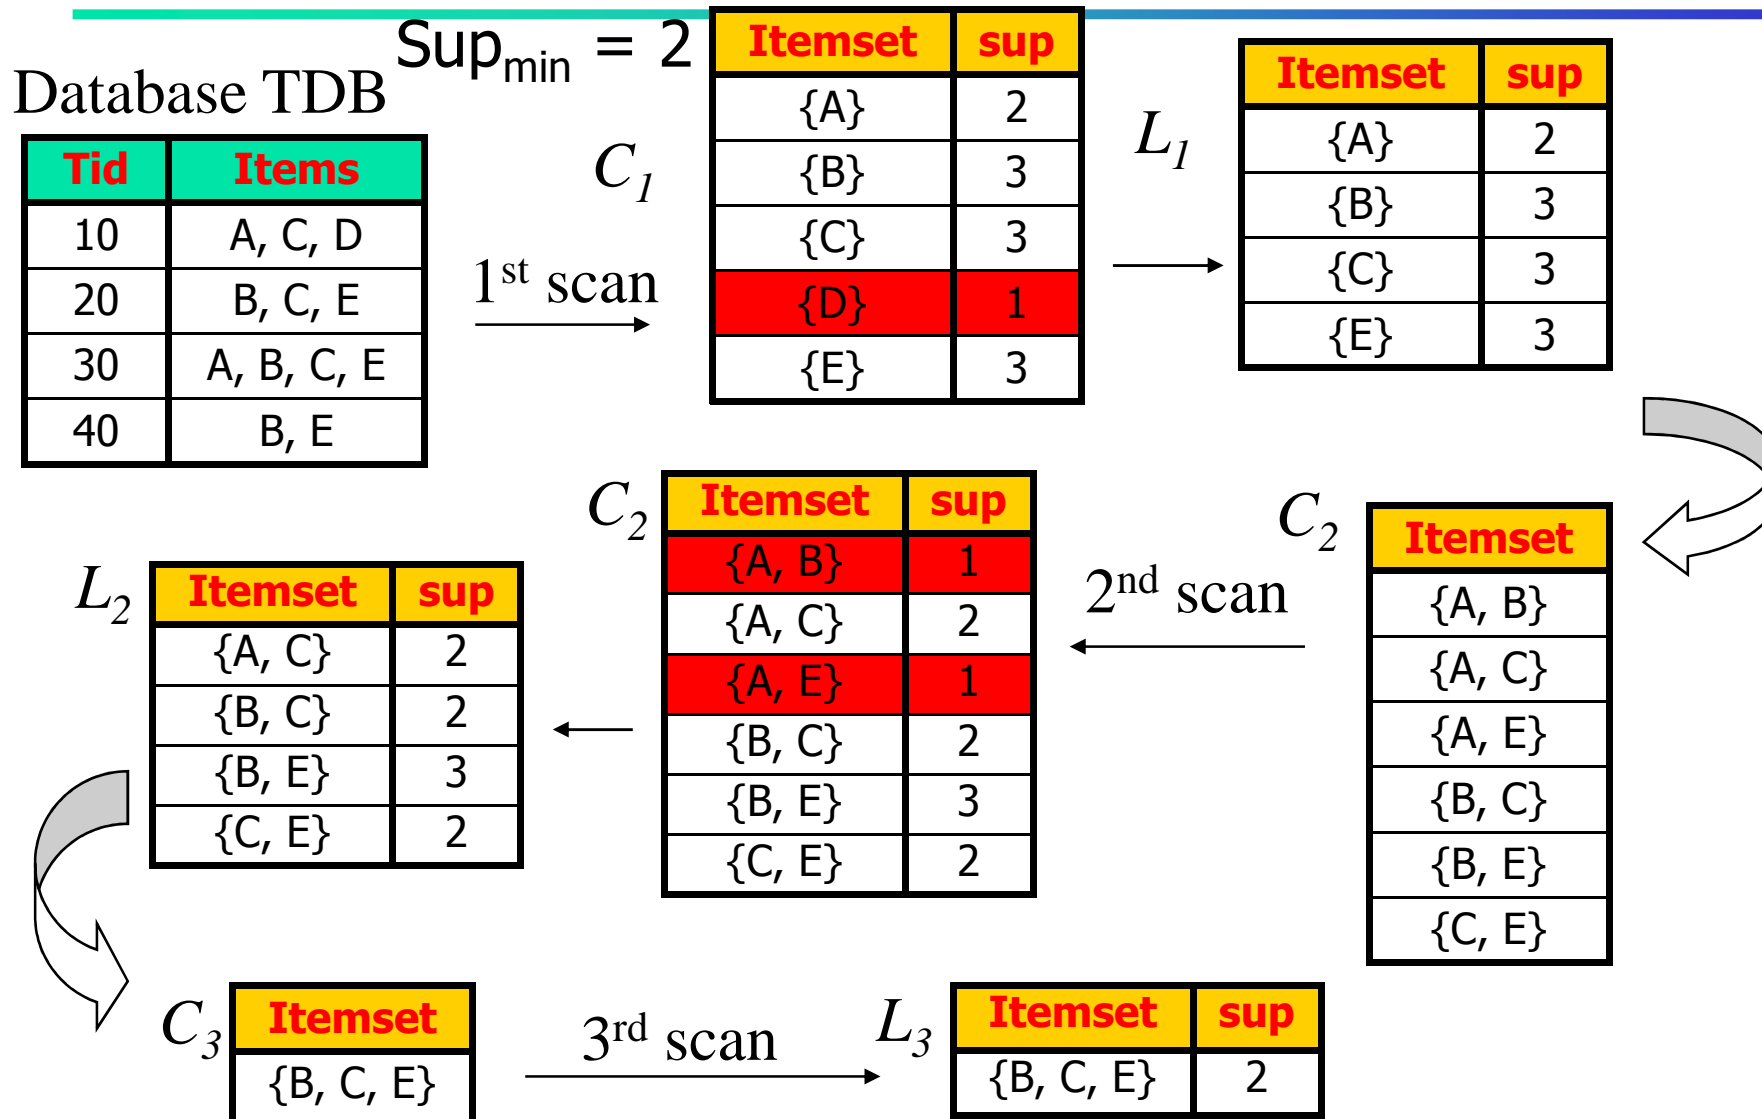 Sup_min = 2
Database TDB
Tid Items
10 A, C, D
20 B, C, E
30 A, B, C, E
40 B, E
1st scan
C1
Itemset sup
{A} 2
{B} 3
{C} 3
{D} 1
{E} 3
L1
Itemset sup
{A} 2
{B} 3
{C} 3
{E} 3
C2
Itemset
{A, B}
{A, C}
{A, E}
{B, C}
{B, E}
{C, E}
2nd scan
C2
Itemset sup
{A, B} 1
{A, C} 2
{A, E} 1
{B, C} 2
{B, E} 3
{C, E} 2
L2
Itemset sup
{A, C} 2
{B, C} 2
{B, E} 3
{C, E} 2
C3
Itemset
{B, C, E}
3rd scan
L3
Itemset sup
{B, C, E} 2